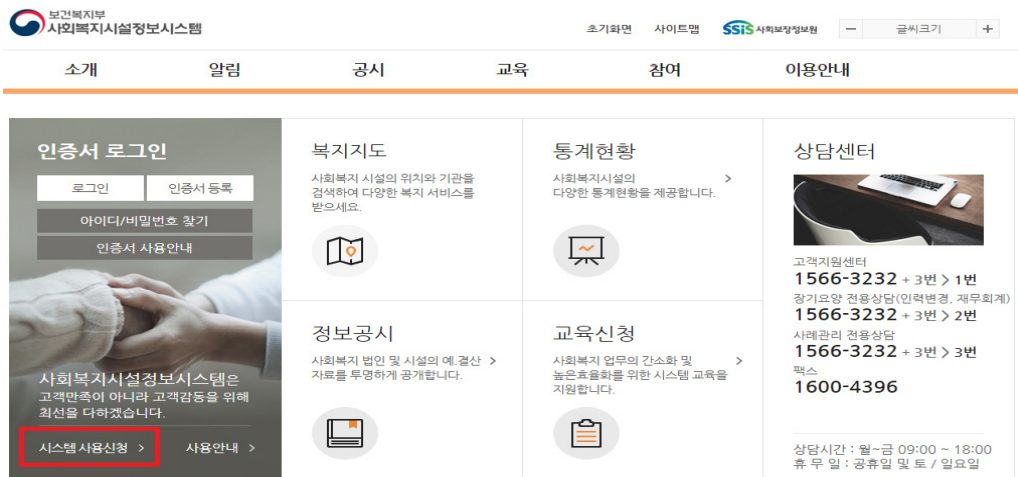 보건복지부
사회복지시설정보시스템
초기화면 사이트맵 SSiS 사회보장정보원 － 글씨크기 ＋
소개 알림 공시 교육 참여 이용안내
인증서 로그인
로그인 인증서 등록
아이디/비밀번호 찾기
인증서 사용안내
사회복지시설정보시스템은
고객만족이 아니라 고객감동을 위해
최선을 다하겠습니다.
시스템 사용신청 > 사용안내 >
복지지도
사회복지 시설의 위치와 기관을
검색하여 다양한 복지 서비스를
받으세요.
통계현황
사회복지시설의 >
다양한 통계현황을 제공합니다.
정보공시
사회복지 법인 및 시설의 예.결산 >
자료를 투명하게 공개합니다.
교육신청
사회복지 업무의 간소화 및 >
높은효율화를 위한 시스템 교육을
지원합니다.
상담센터
고객지원센터
1566-3232 + 3번 > 1번
장기요양 전용상담(인력변경, 재무회계)
1566-3232 + 3번 > 2번
사례관리 전용상담
1566-3232 + 3번 > 3번
팩스
1600-4396
상담시간 : 월~금 09:00 ~ 18:00
휴 무 일 : 공휴일 및 토 / 일요일